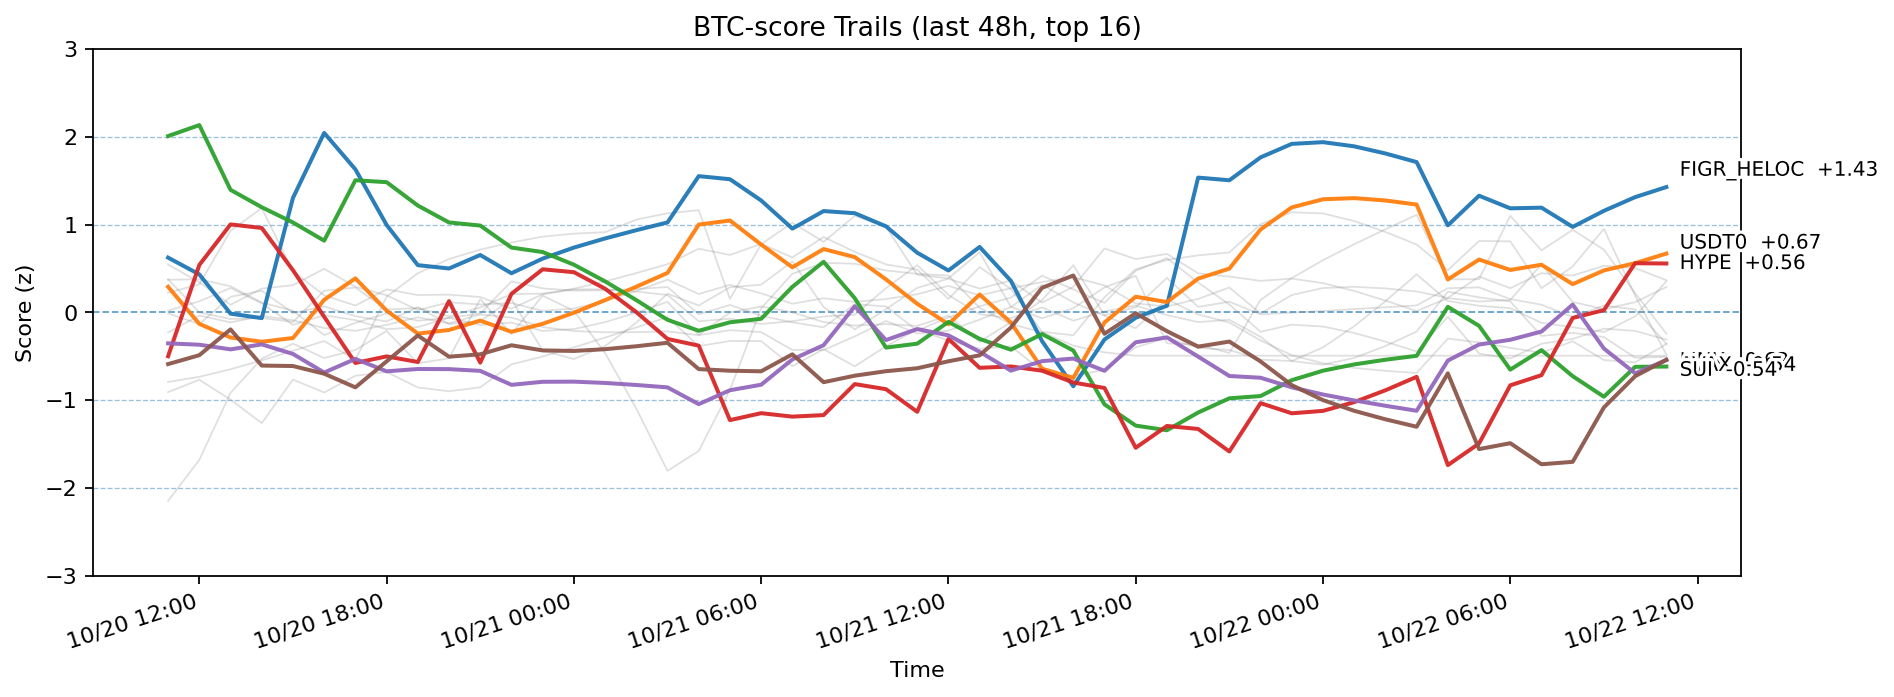 BTC-score Trails (last 48h, top 16)
Score (z)
3
2
1
0
−1
−2
−3
FIGR_HELOC +1.43
USDT0 +0.67
HYPE +0.56
SUI −0.54
10/20 12:00
10/20 18:00
10/21 00:00
10/21 06:00
10/21 12:00
10/21 18:00
10/22 00:00
10/22 06:00
10/22 12:00
Time